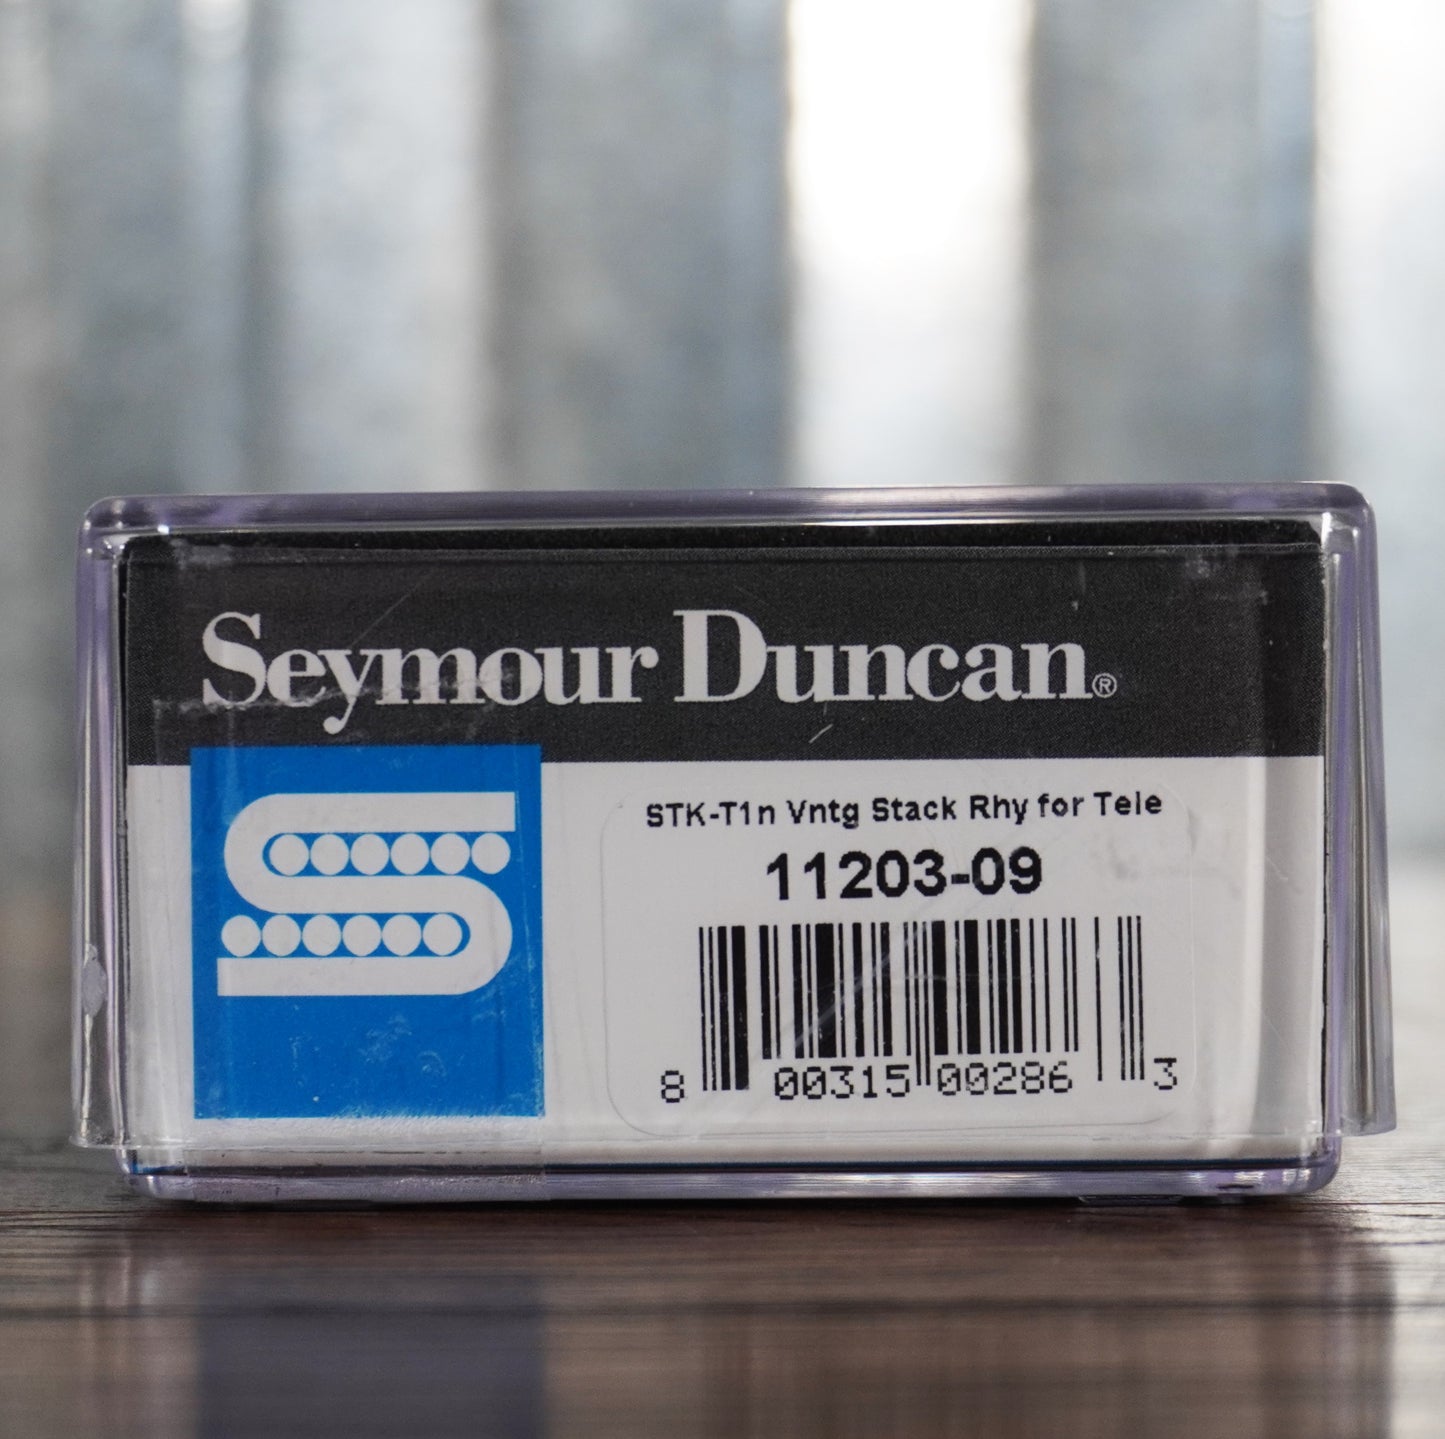 Seymour Duncan®
STK-T1n Vntg Stack Rhy for Tele
11203-09
8 00315 00286 3